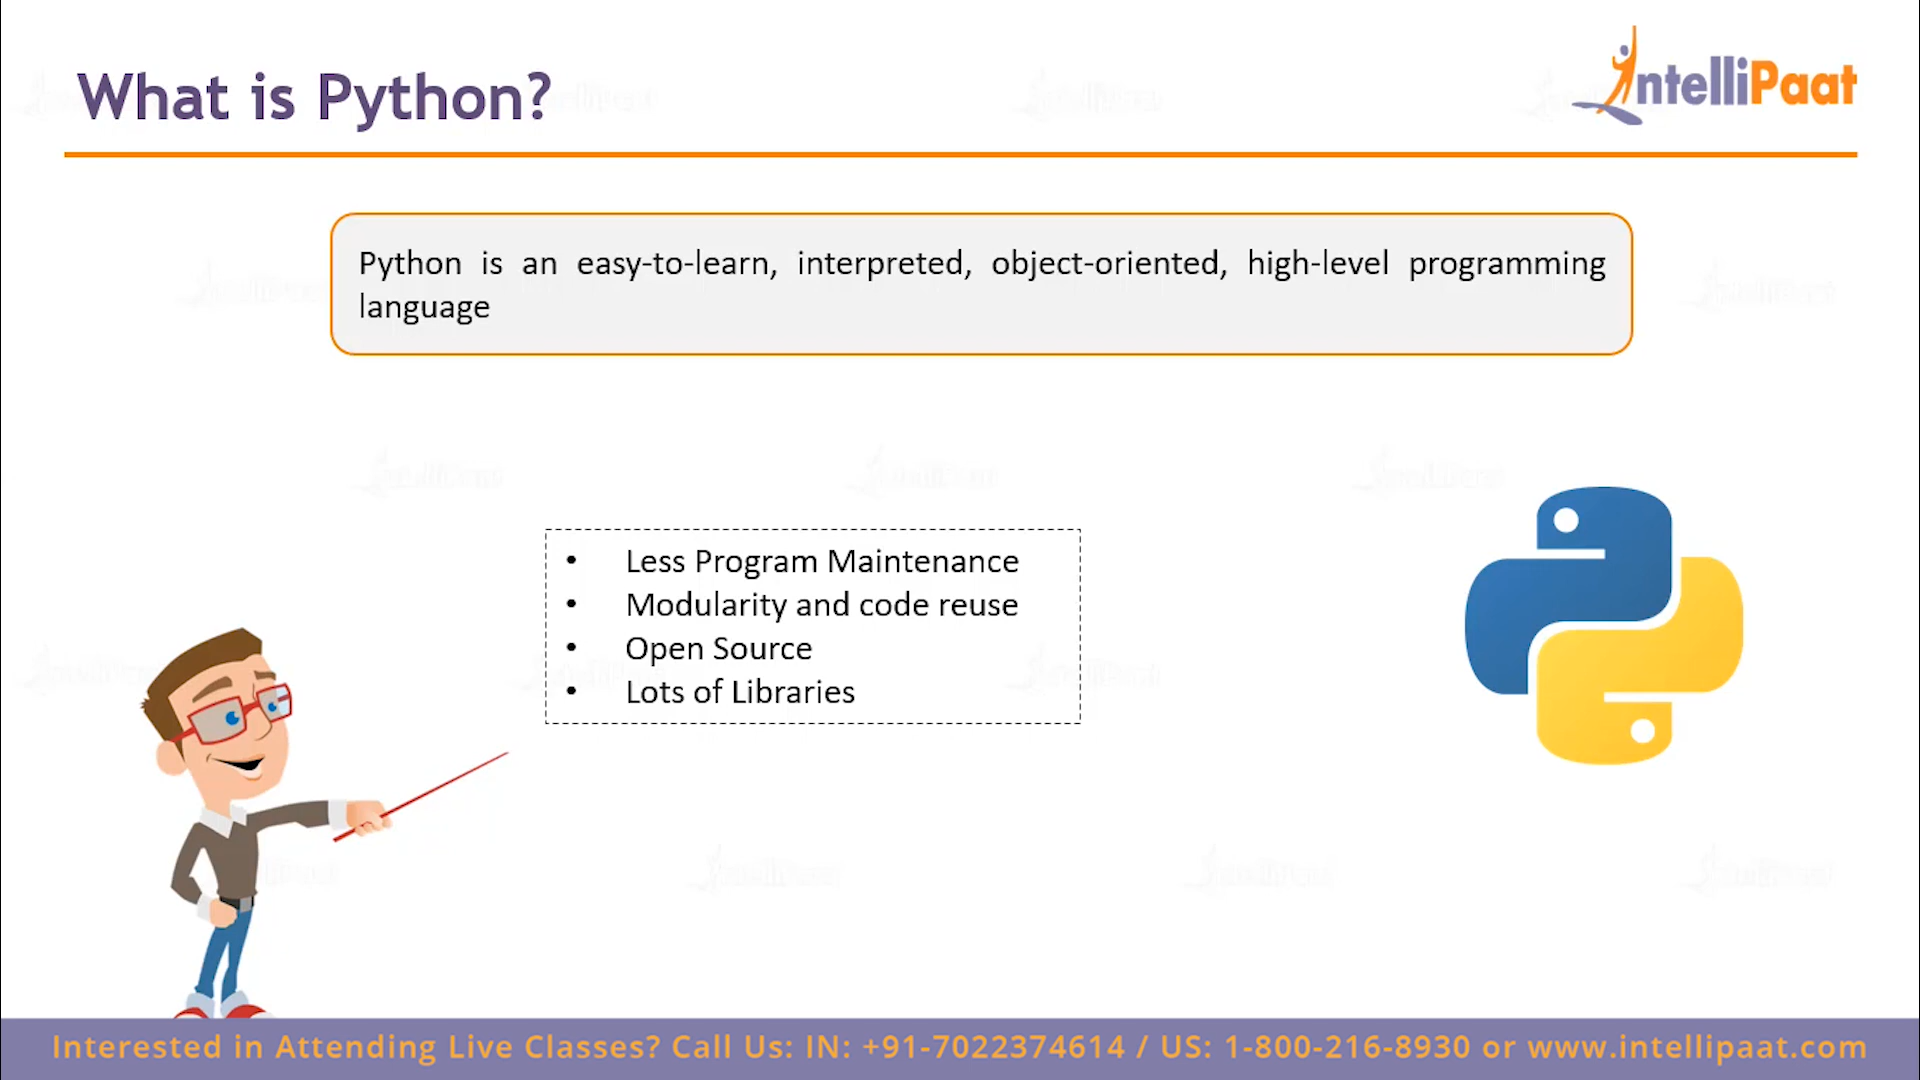 What is Python?
IntelliPaat
Python is an easy-to-learn, interpreted, object-oriented, high-level programming
language
• Less Program Maintenance
• Modularity and code reuse
• Open Source
• Lots of Libraries
Interested in Attending Live Classes? Call Us: IN: +91-7022374614 / US: 1-800-216-8930 or www.intellipaat.com